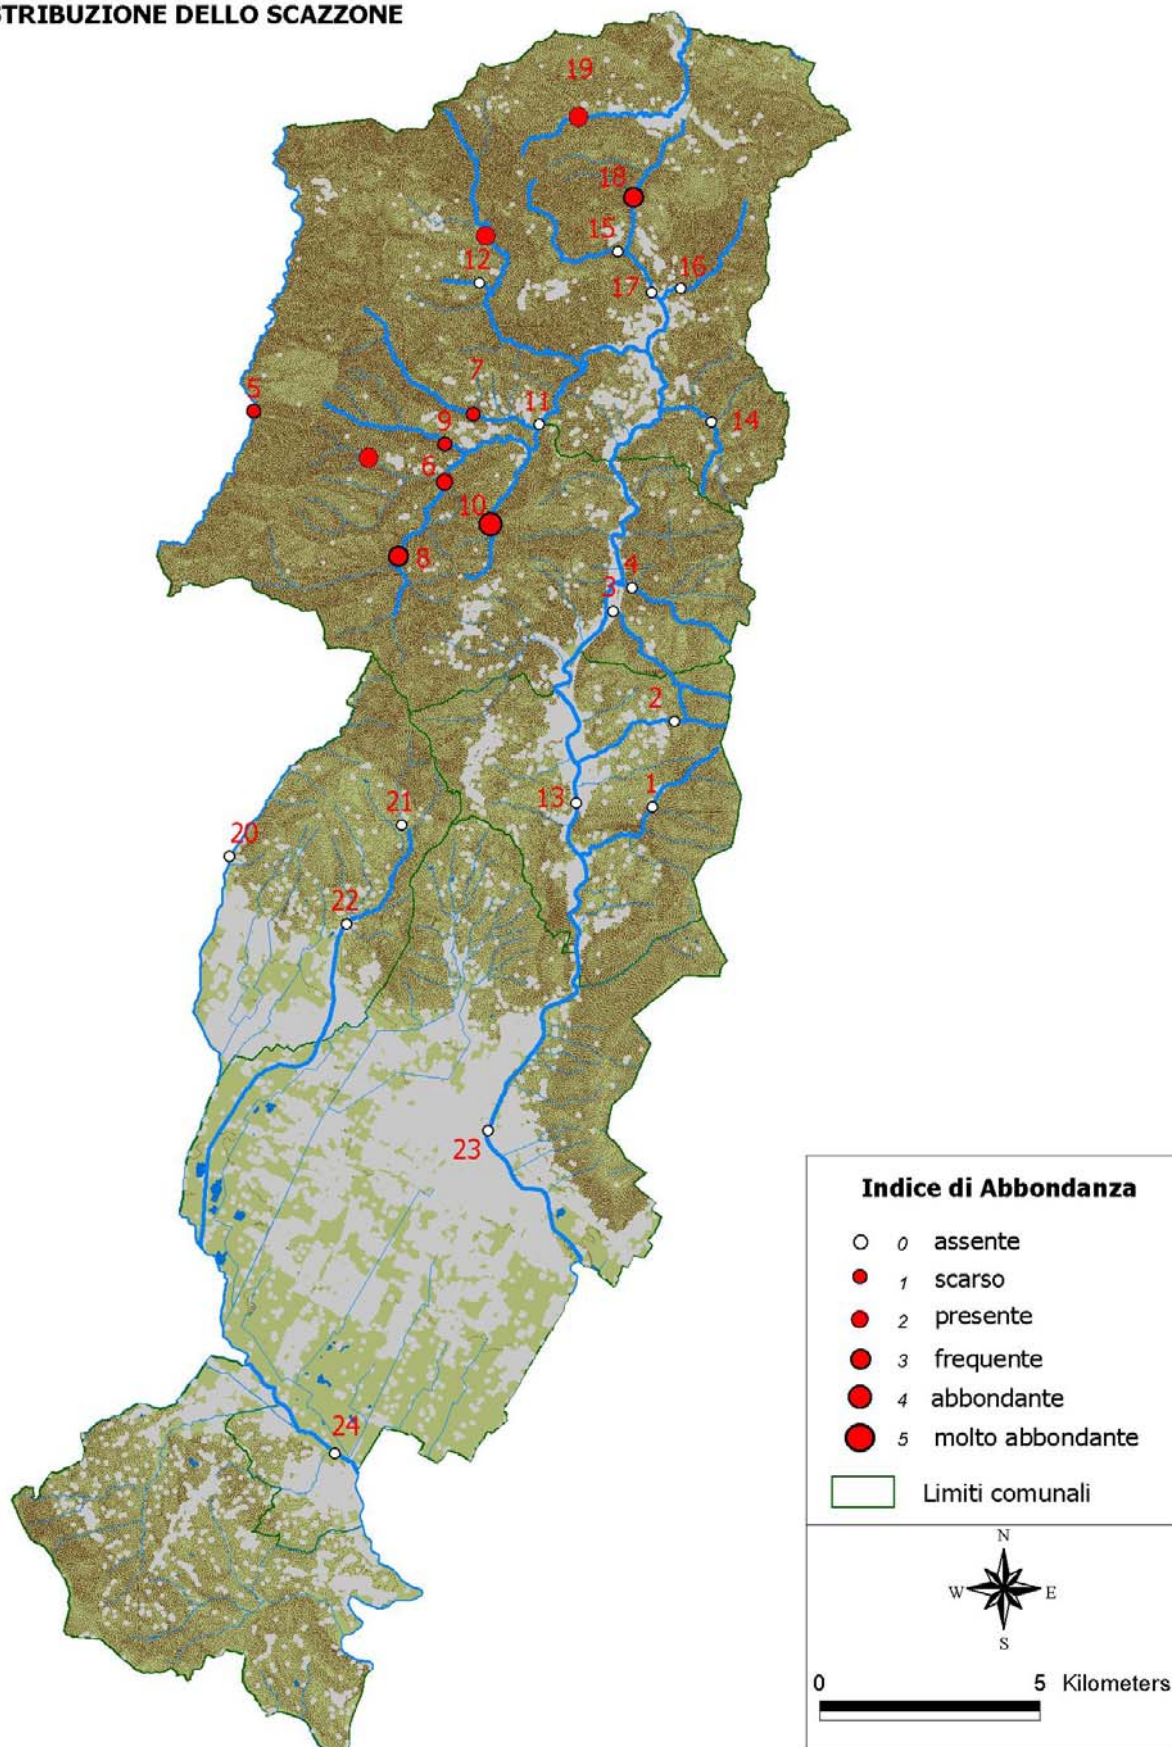 STRIBUZIONE DELLO SCAZZONE
19
18
15
12
16
17
5
7
11
14
9
6
10
8
4
3
2
1
13
21
20
22
23
24
Indice di Abbondanza
0 assente
1 scarso
2 presente
3 frequente
4 abbondante
5 molto abbondante
Limiti comunali
N
W E
S
0 5 Kilometers